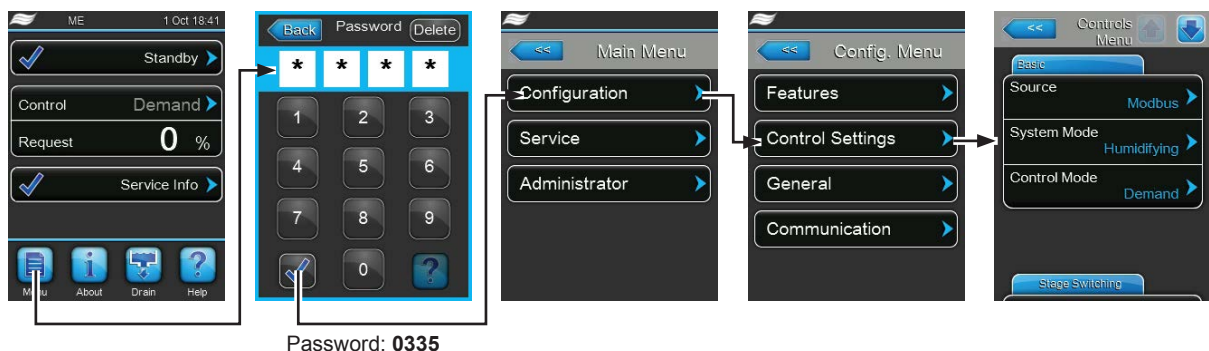 ME 1 Oct 18:41
Standby
Control Demand
Request 0 %
Service Info
Menu About Drain Help
Back Password Delete
* * * *
1 2 3
4 5 6
7 8 9
0 ?
Password: 0335
<< Main Menu
Configuration
Service
Administrator
<< Config. Menu
Features
Control Settings
General
Communication
<< Controls
Menu
Basic
Source
Modbus
System Mode
Humidifying
Control Mode
Demand
Stage Switching